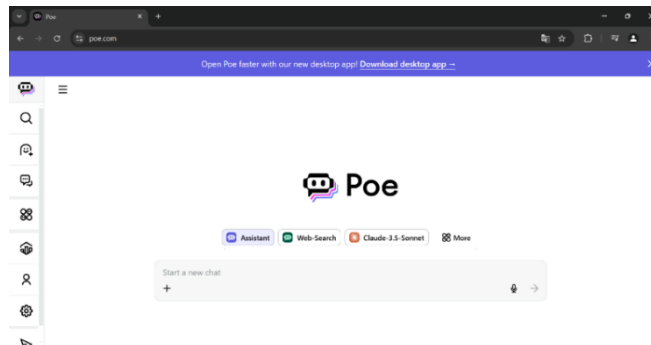 Poe
poe.com
Open Poe faster with our new desktop app! Download desktop app →
Poe
Assistant Web-Search Claude-3.5-Sonnet More
Start a new chat